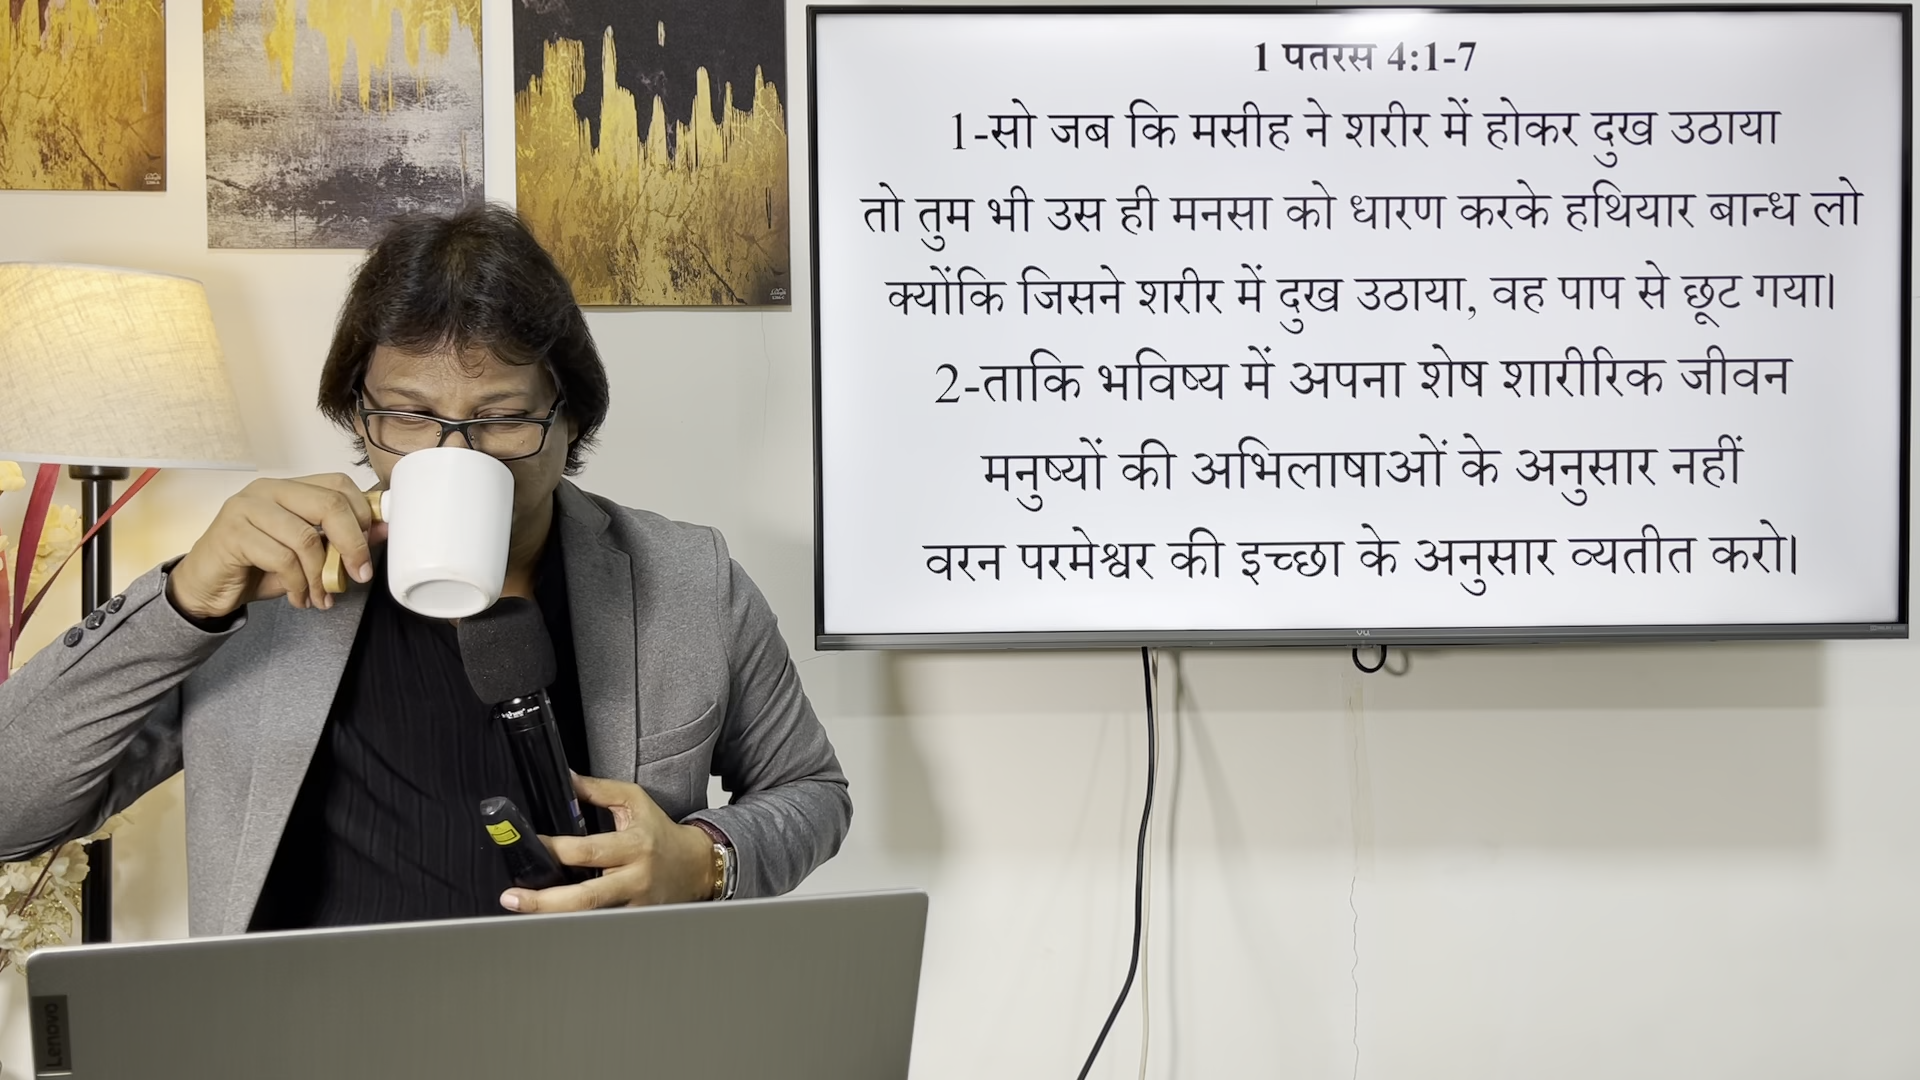 1 पतरस 4:1-7
1-सो जब कि मसीह ने शरीर में होकर दुख उठाया
तो तुम भी उस ही मनसा को धारण करके हथियार बान्ध लो
क्योंकि जिसने शरीर में दुख उठाया, वह पाप से छूट गया।
2-ताकि भविष्य में अपना शेष शारीरिक जीवन
मनुष्यों की अभिलाषाओं के अनुसार नहीं
वरन परमेश्वर की इच्छा के अनुसार व्यतीत करो।
Lenovo